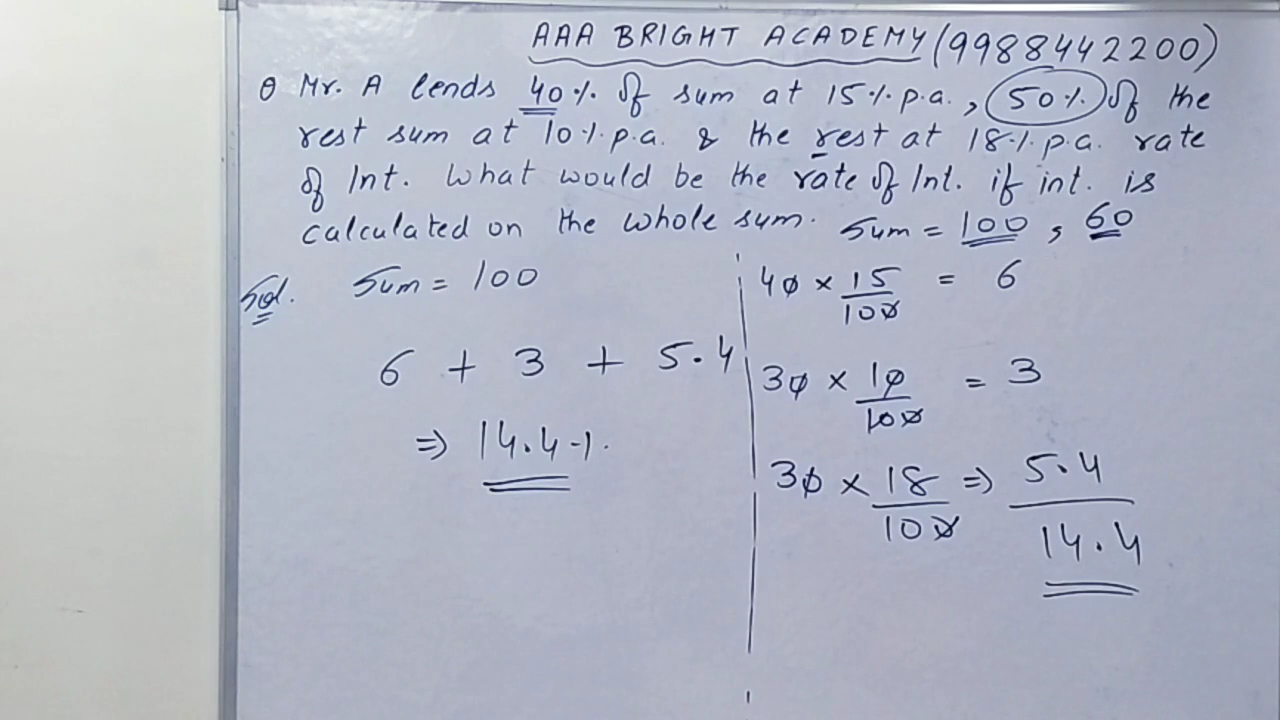 AAA BRIGHT ACADEMY (9988442200)
Q Mr. A lends 40% of sum at 15% p.a., 50% of the
rest sum at 10% p.a. & the rest at 18% p.a. rate
of Int. What would be the rate of Int. if int. is
calculated on the whole sum. Sum = 100, 60
Sol. Sum = 100
6 + 3 + 5.4
⇒ 14.4%
40 × 15/100 = 6
30 × 10/100 = 3
30 × 18/100 ⇒ 5.4
14.4